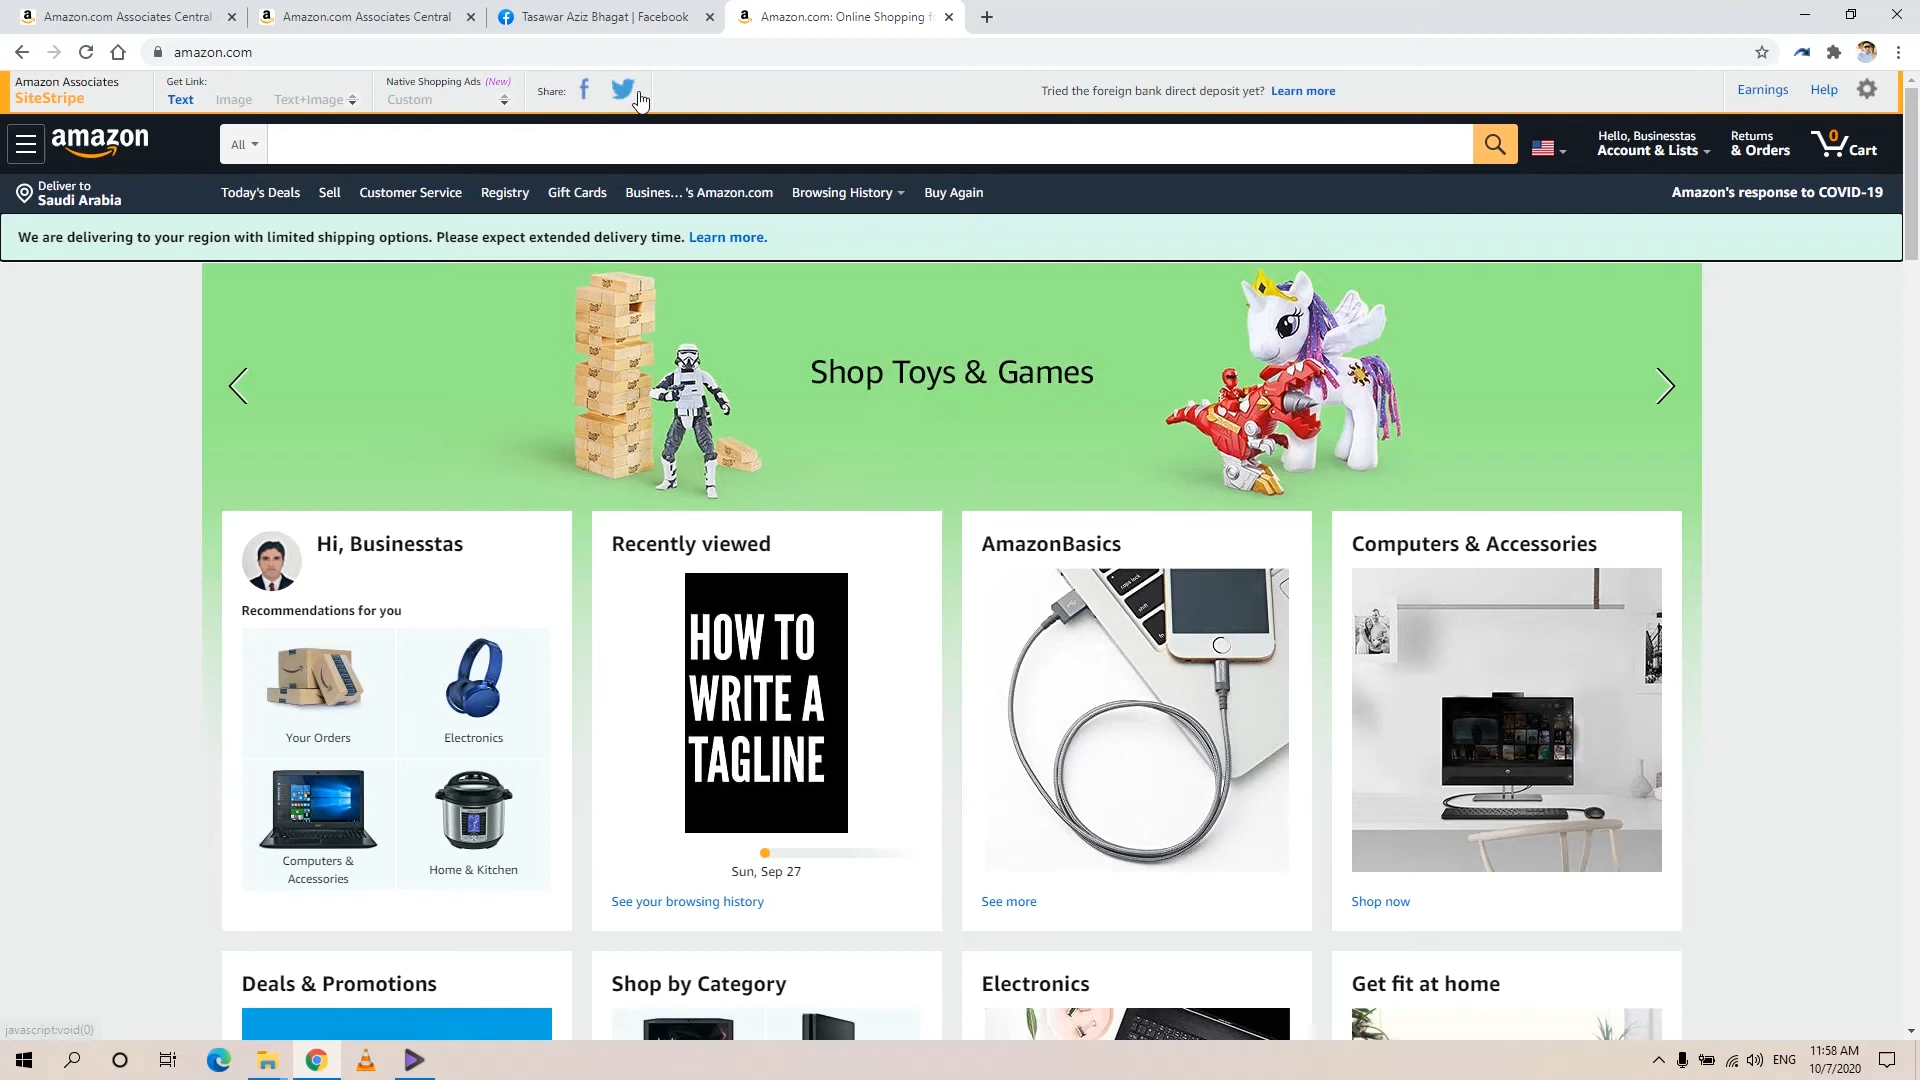 Amazon.com Associates Central
Amazon.com Associates Central
Tasawar Aziz Bhagat | Facebook
Amazon.com: Online Shopping f
amazon.com
Amazon Associates
SiteStripe
Get Link:
Text
Image
Text+Image
Native Shopping Ads (New)
Custom
Share:
Tried the foreign bank direct deposit yet? Learn more
Earnings
Help
amazon
All
Hello, Businesstas
Account & Lists
Returns
& Orders
0
Cart
Deliver to
Saudi Arabia
Today's Deals
Sell
Customer Service
Registry
Gift Cards
Busines… 's Amazon.com
Browsing History
Buy Again
Amazon's response to COVID-19
We are delivering to your region with limited shipping options. Please expect extended delivery time. Learn more.
Shop Toys & Games
Hi, Businesstas
Recommendations for you
Your Orders
Electronics
Computers &
Accessories
Home & Kitchen
Recently viewed
HOW TO
WRITE A
TAGLINE
Sun, Sep 27
See your browsing history
AmazonBasics
caps lock
shift
See more
Computers & Accessories
Shop now
Deals & Promotions
Shop by Category
Electronics
Get fit at home
javascript:void(0)
ENG
11:58 AM
10/7/2020